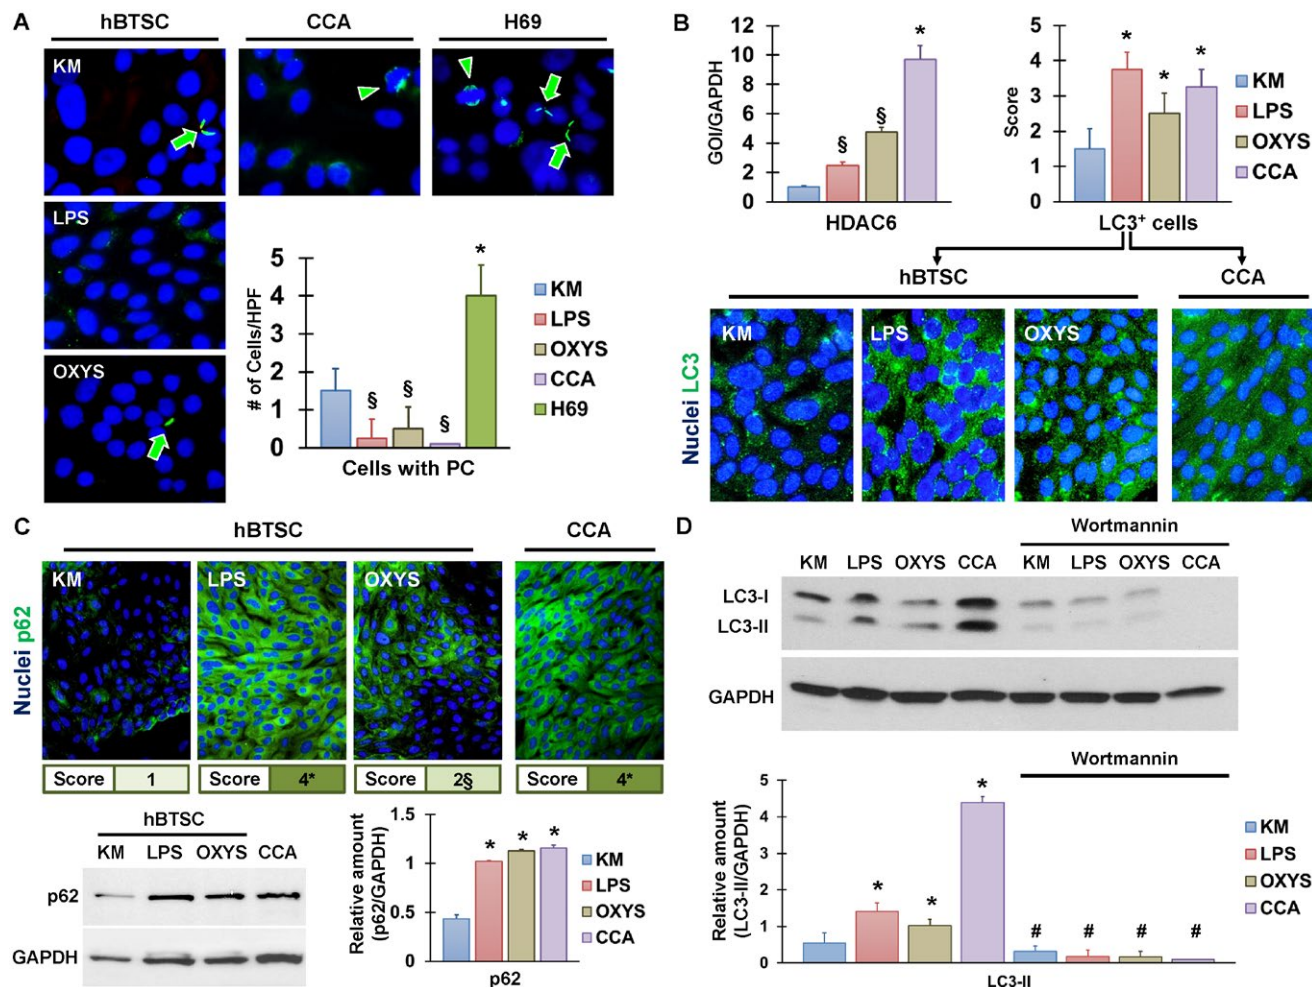 A
hBTSC
CCA
H69
KM
LPS
OXYS
# of Cells/HPF
5
4
3
2
1
0
§
§
§
*
Cells with PC
KM
LPS
OXYS
CCA
H69
B
GOI/GAPDH
12
10
8
6
4
2
0
§
§
*
HDAC6
Score
5
4
3
2
1
0
*
*
*
LC3+ cells
KM
LPS
OXYS
CCA
hBTSC
CCA
Nuclei LC3
KM
LPS
OXYS
C
hBTSC
CCA
Nuclei p62
KM
LPS
OXYS
Score 1
Score 4*
Score 2§
Score 4*
hBTSC
KM LPS OXYS CCA
p62
GAPDH
Relative amount
(p62/GAPDH)
1.5
1
0.5
0
*
*
*
p62
KM
LPS
OXYS
CCA
D
Wortmannin
KM LPS OXYS CCA KM LPS OXYS CCA
LC3-I
LC3-II
GAPDH
Wortmannin
Relative amount
(LC3-II/GAPDH)
5
4
3
2
1
0
*
*
*
#
#
#
#
LC3-II
KM
LPS
OXYS
CCA